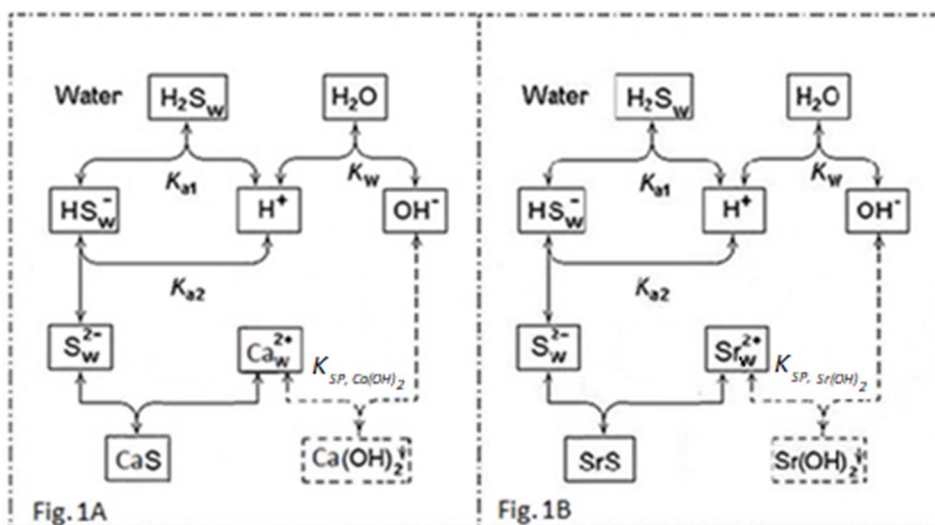 Water H₂S_w H₂O
K_a1 K_w
HS_w⁻ H⁺ OH⁻
K_a2
S_w²⁻ Ca_w²⁺ K_SP, Ca(OH)₂
CaS Ca(OH)₂↓
Fig. 1A
Water H₂S_w H₂O
K_a1 K_w
HS_w⁻ H⁺ OH⁻
K_a2
S_w²⁻ Sr_w²⁺ K_SP, Sr(OH)₂
SrS Sr(OH)₂↓
Fig. 1B